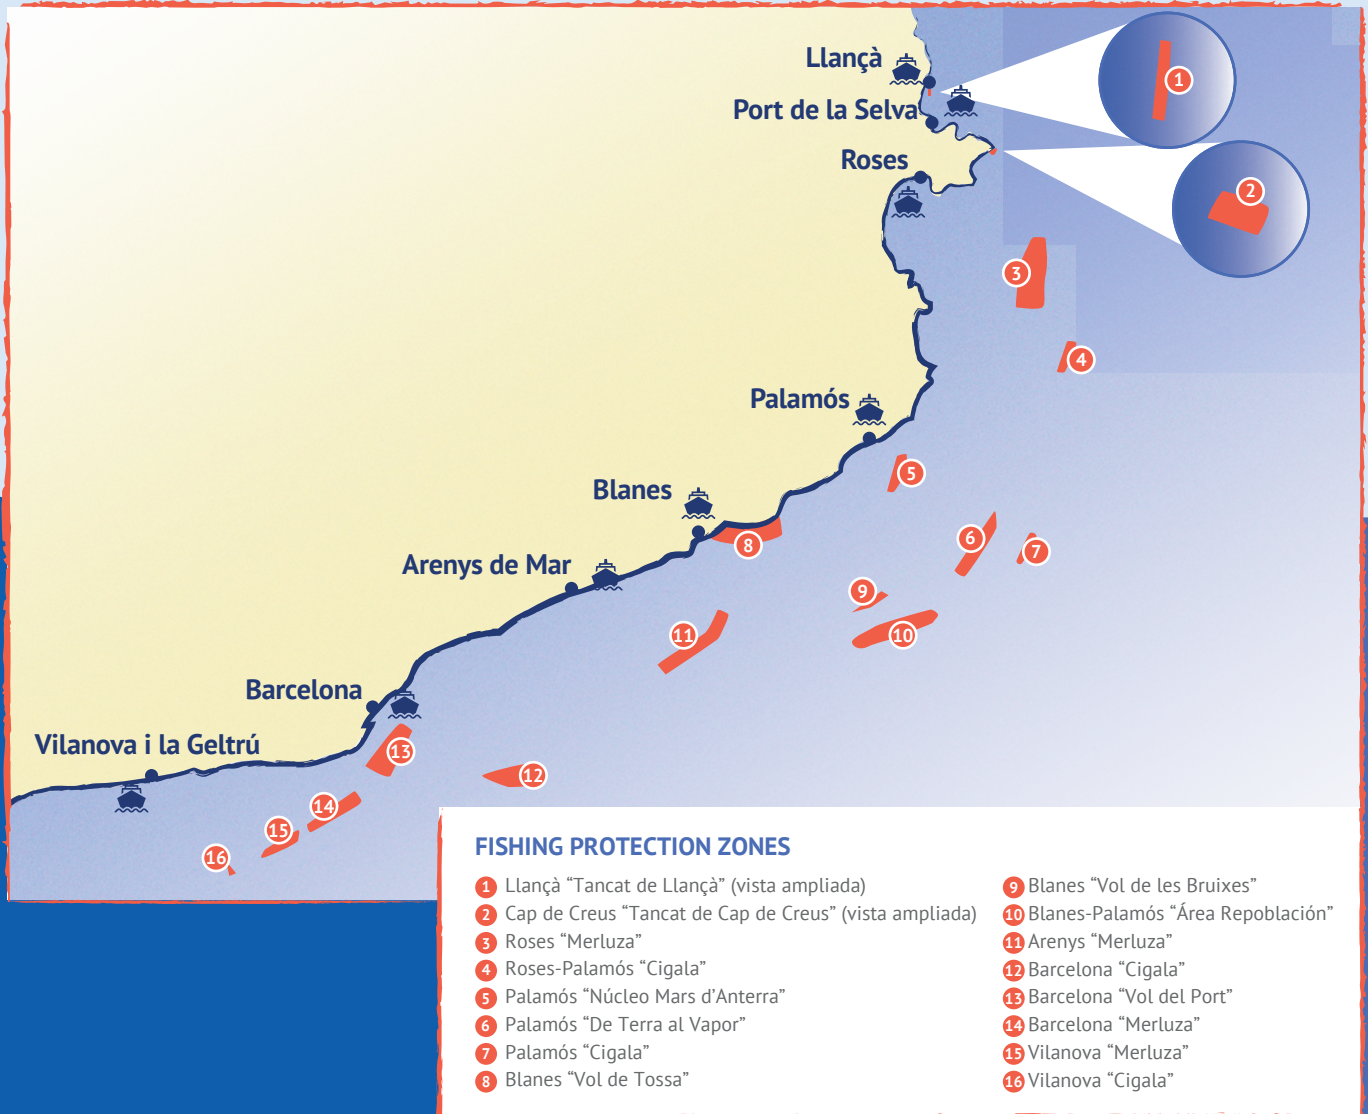 Llançà
1
Port de la Selva
Roses
2
3
4
Palamós
5
Blanes
6
7
8
Arenys de Mar
9
10
11
Barcelona
Vilanova i la Geltrú
13
12
14
15
16
FISHING PROTECTION ZONES
1 Llançà “Tancat de Llançà” (vista ampliada)
2 Cap de Creus “Tancat de Cap de Creus” (vista ampliada)
3 Roses “Merluza”
4 Roses-Palamós “Cigala”
5 Palamós “Núcleo Mars d’Anterra”
6 Palamós “De Terra al Vapor”
7 Palamós “Cigala”
8 Blanes “Vol de Tossa”
9 Blanes “Vol de les Bruixes”
10 Blanes-Palamós “Área Repoblación”
11 Arenys “Merluza”
12 Barcelona “Cigala”
13 Barcelona “Vol del Port”
14 Barcelona “Merluza”
15 Vilanova “Merluza”
16 Vilanova “Cigala”